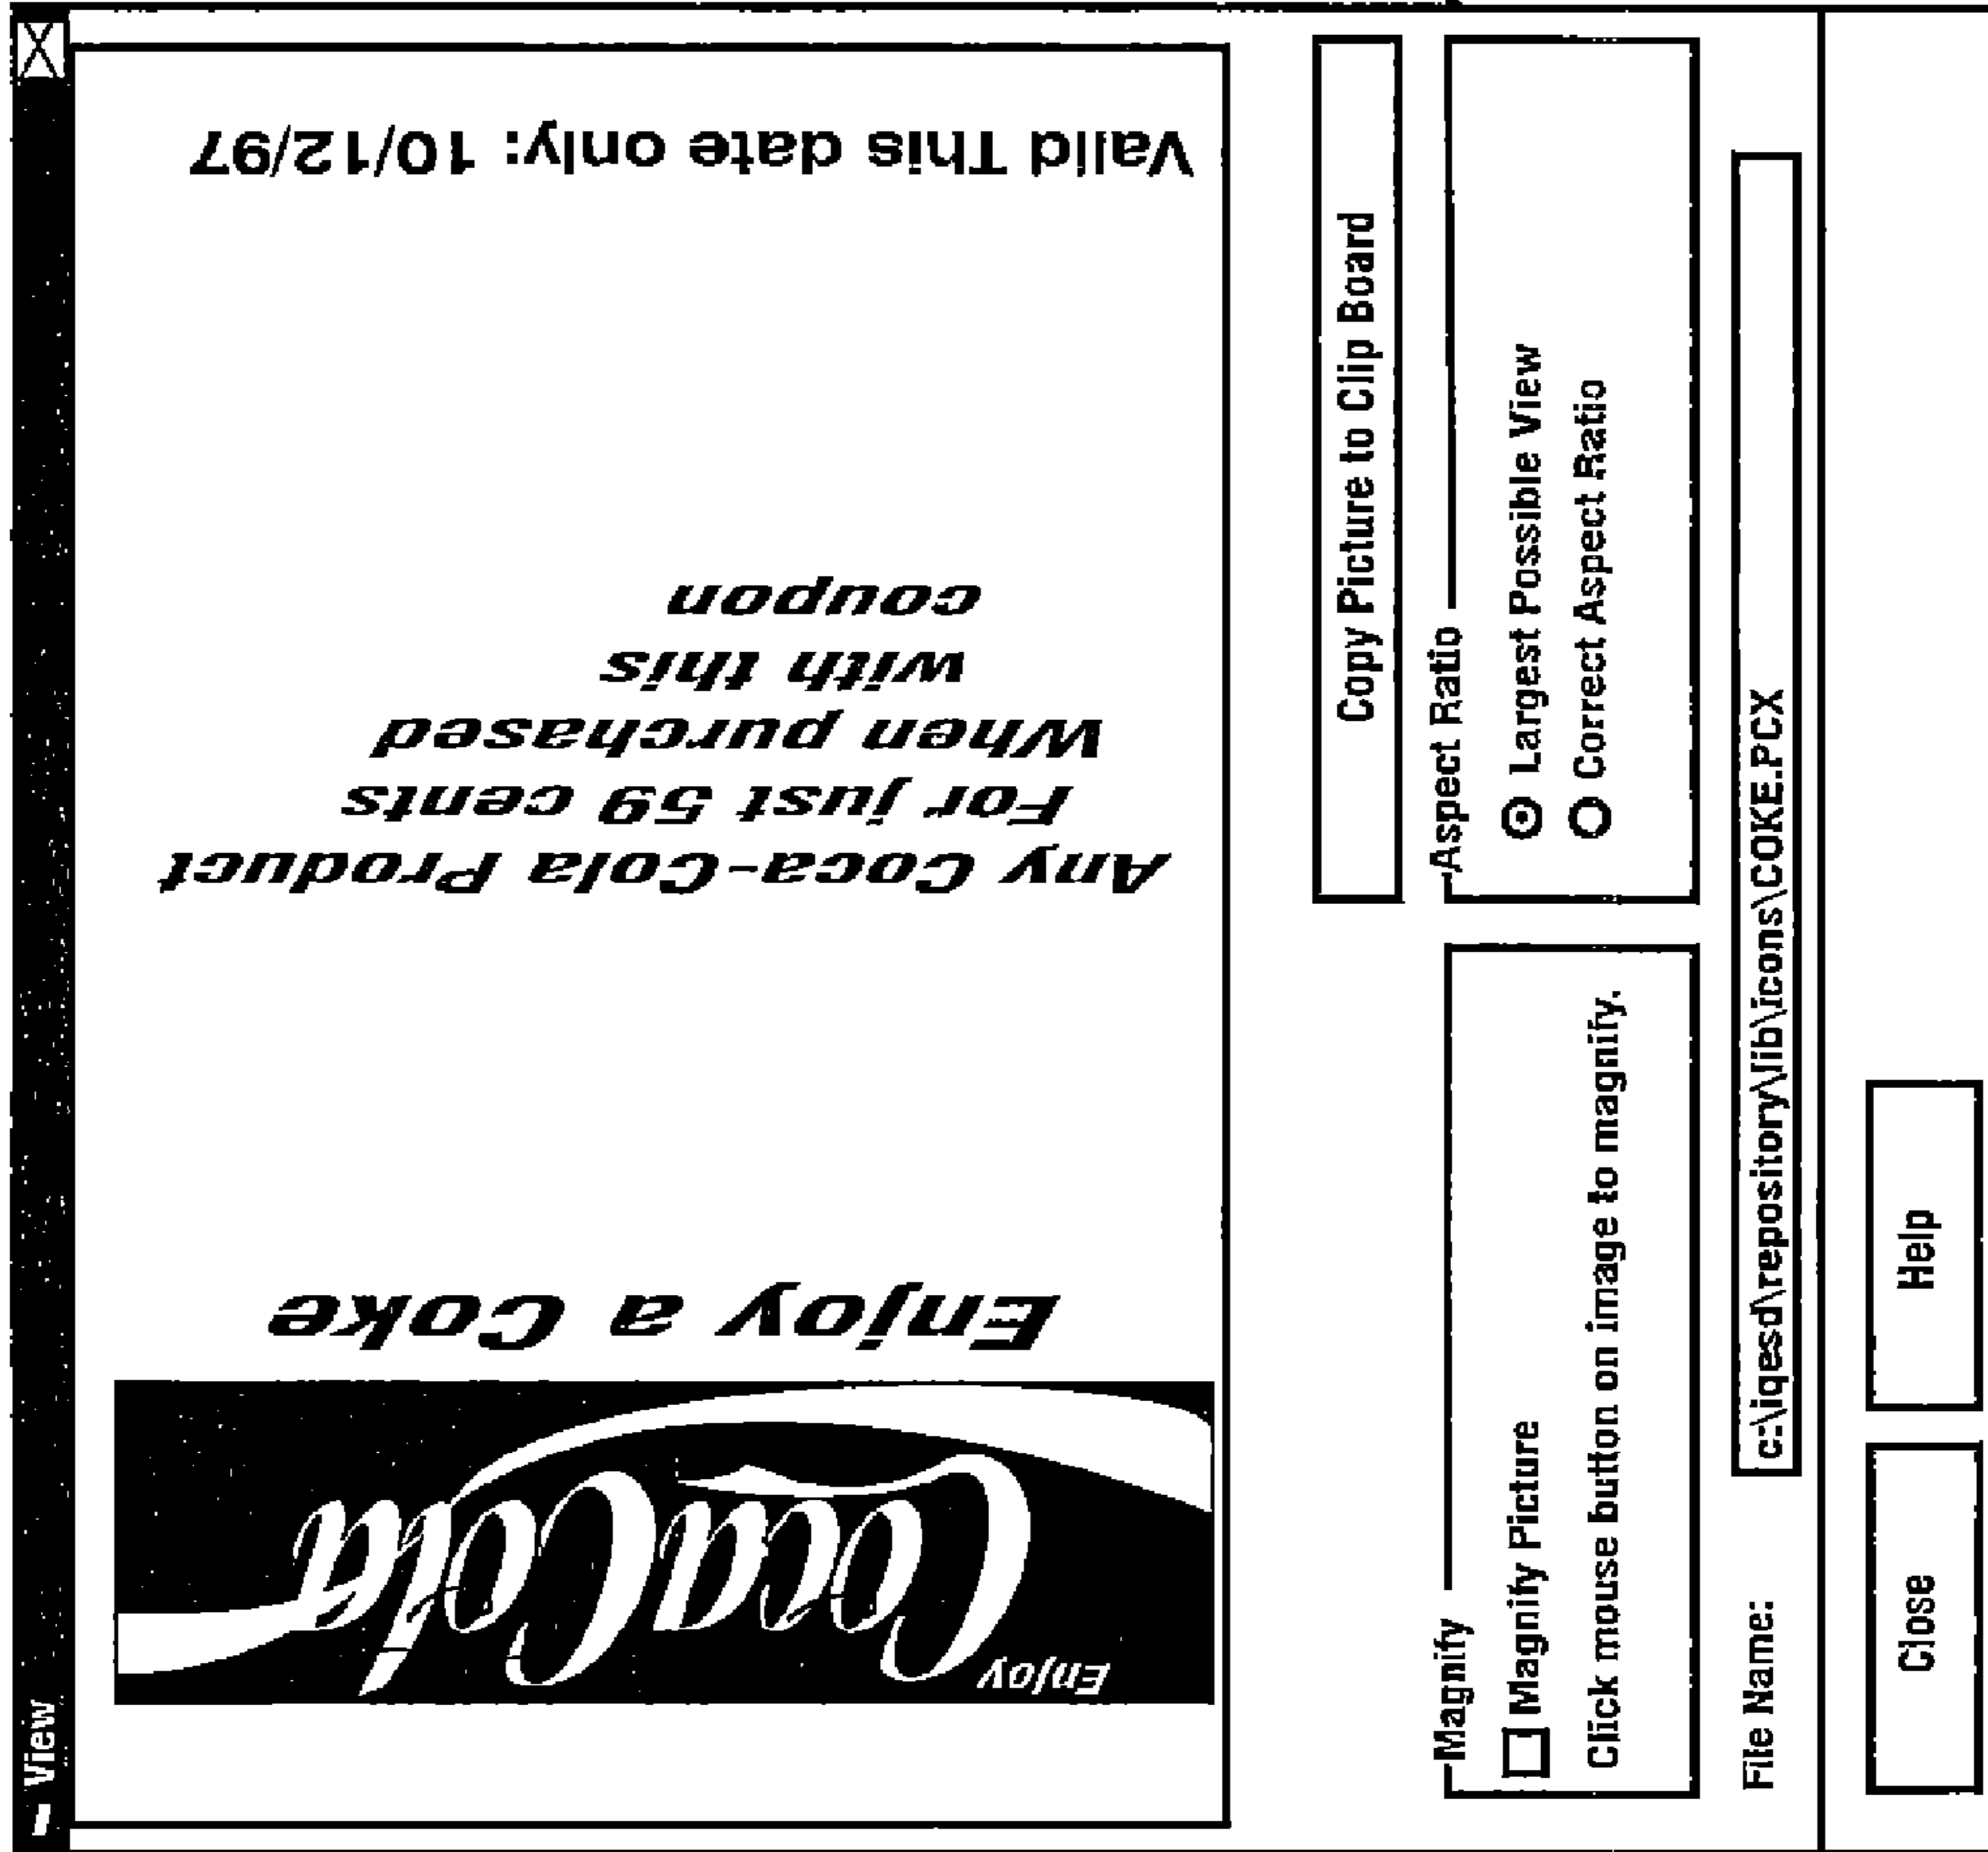 View
Enjoy
Coca-Cola
Enjoy a Coke
Any Coca-Cola Product
For just 59 cents
When purchased
with this
coupon
Valid This date only: 10/12/97
Copy Picture to Clip Board
Magnify
Magnify Picture
Click mouse button on image to magnify.
Aspect Ratio
Largest Possible View
Correct Aspect Ratio
File Name:
c:\iqesd\repository\lib\icons\COKE.PCX
Close
Help